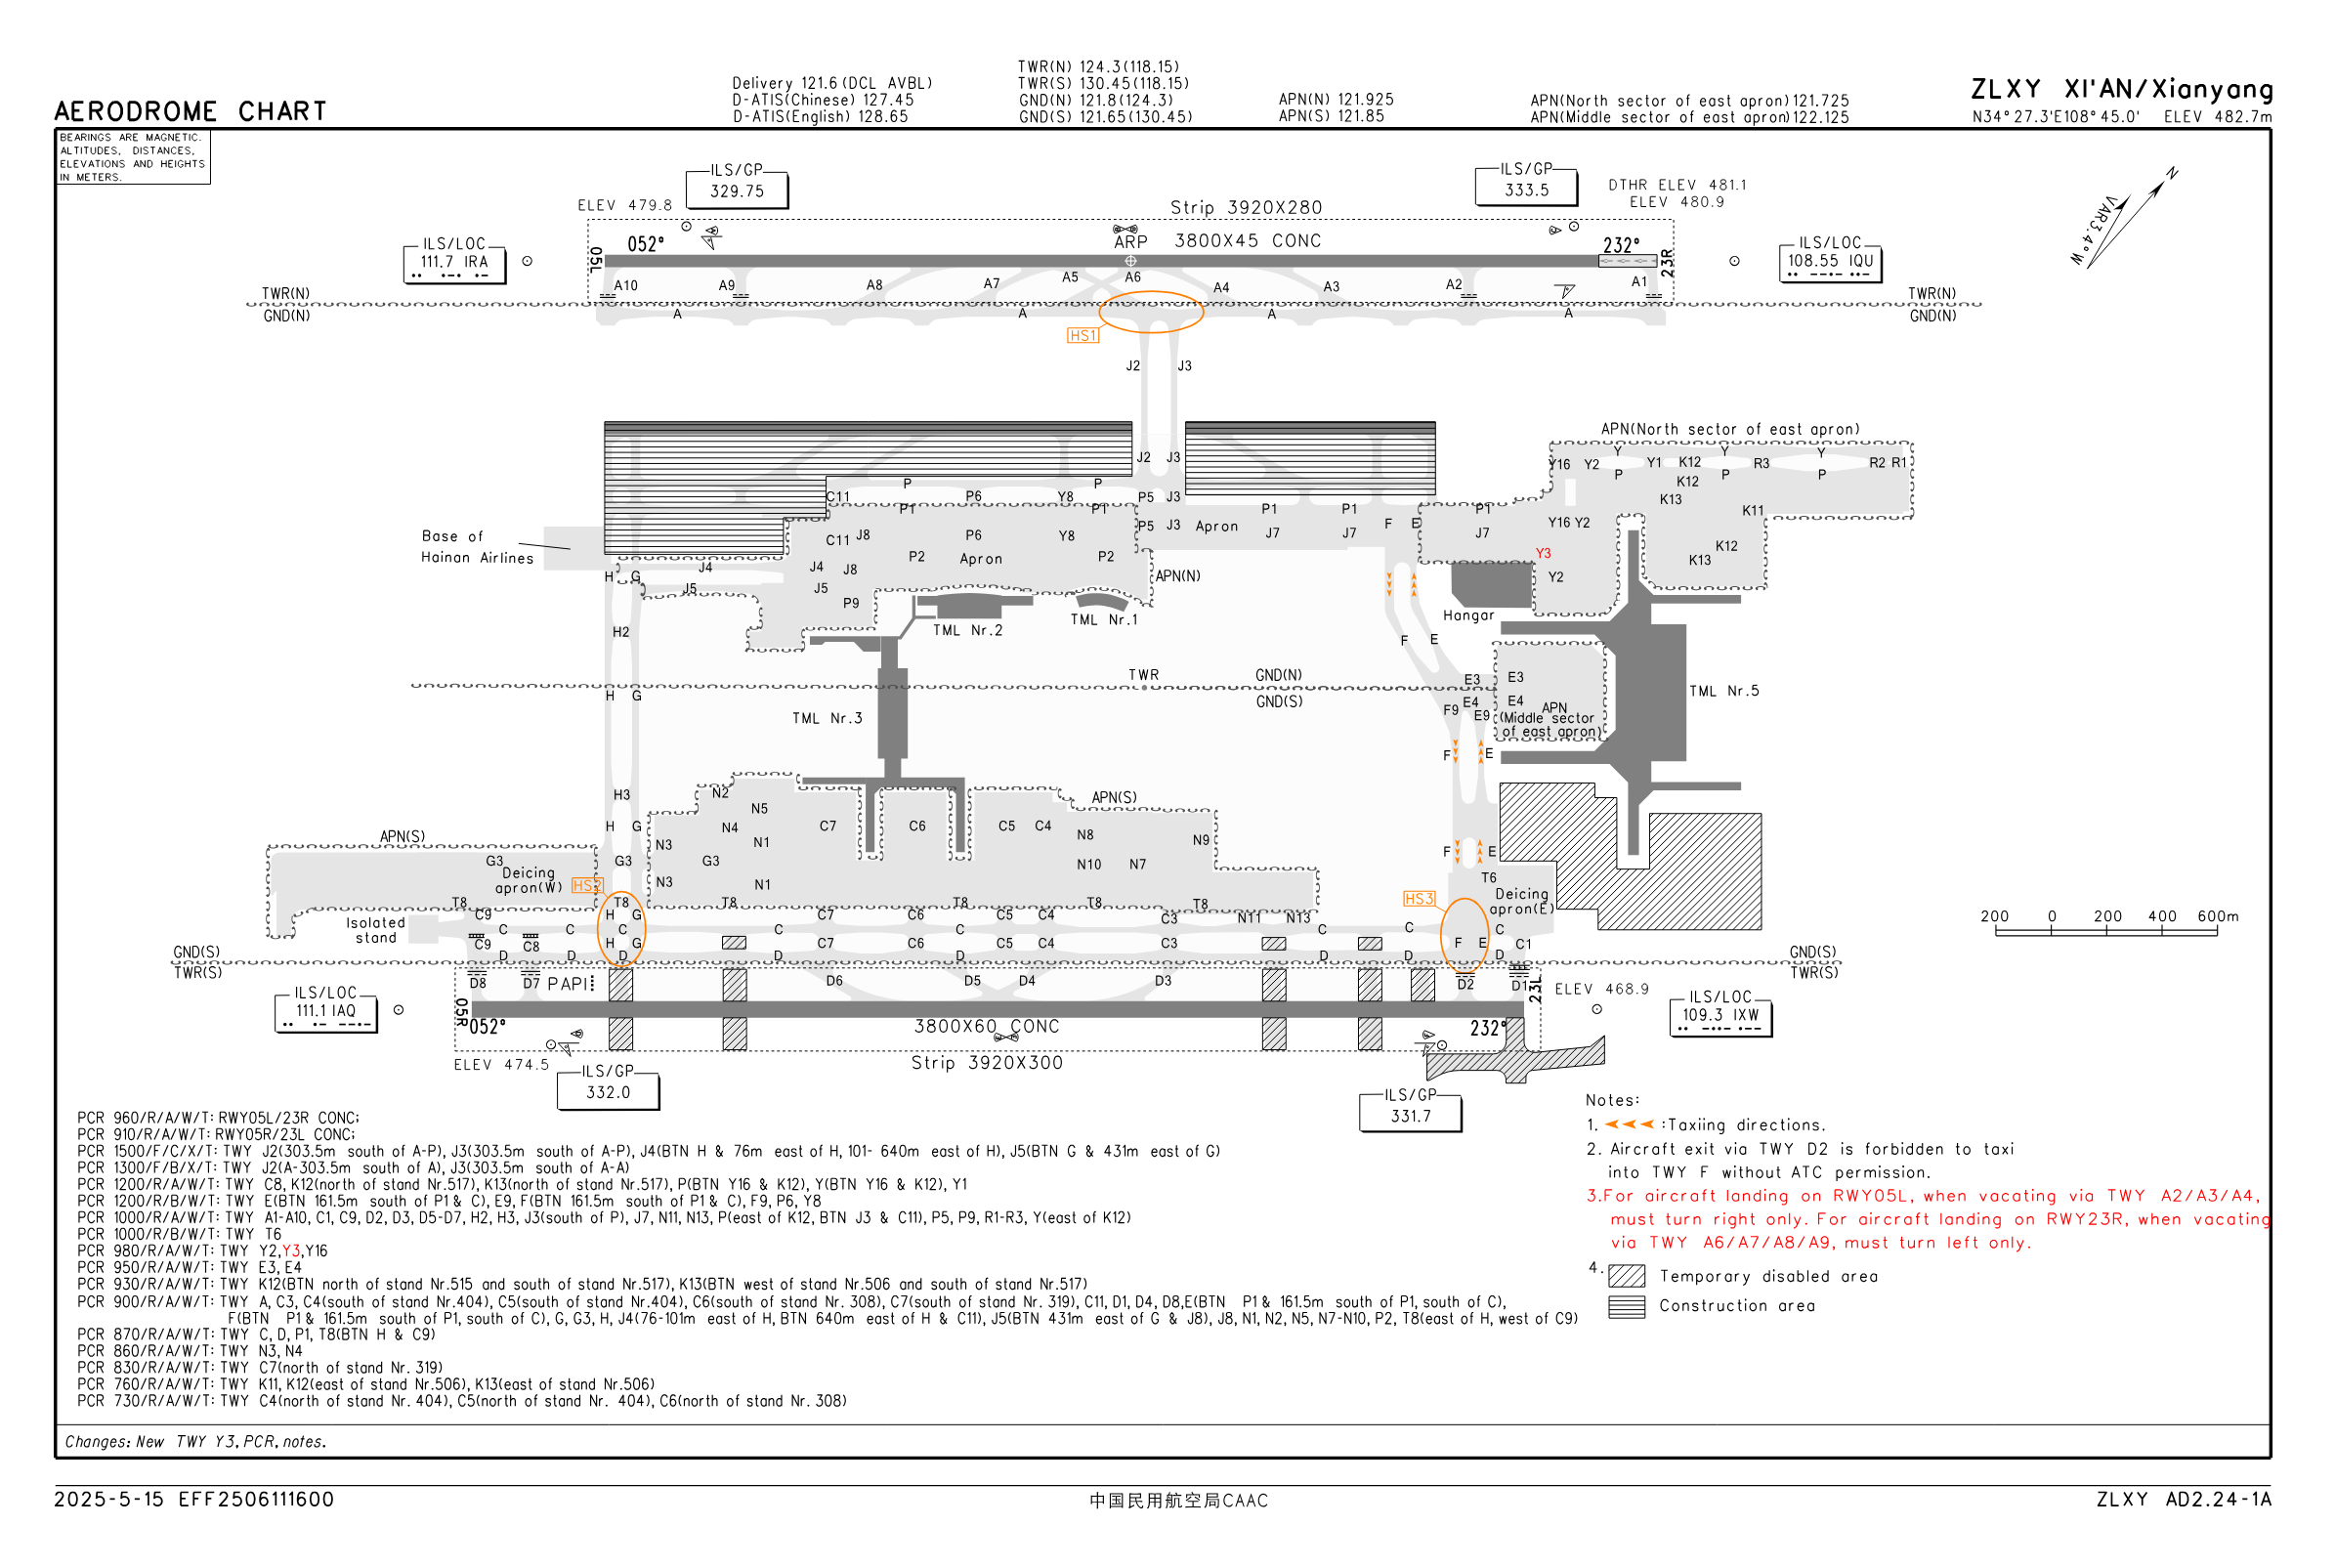 AERODROME CHART
Delivery 121.6 (DCL AVBL)
D-ATIS(Chinese) 127.45
D-ATIS(English) 128.65
TWR(N) 124.3(118.15)
TWR(S) 130.45(118.15)
GND(N) 121.8(124.3)
GND(S) 121.65(130.45)
APN(N) 121.925
APN(S) 121.85
APN(North sector of east apron)121.725
APN(Middle sector of east apron)122.125
ZLXY XI'AN/Xianyang
N34°27.3'E108°45.0' ELEV 482.7m
BEARINGS ARE MAGNETIC.
ALTITUDES, DISTANCES,
ELEVATIONS AND HEIGHTS
IN METERS.
ILS/GP
329.75
ILS/GP
333.5
DTHR ELEV 481.1
ELEV 480.9
N
VAR3.4°W
ELEV 479.8
Strip 3920X280
ILS/LOC
111.7 IRA
05L
052°
ARP
3800X45 CONC
232°
23R
ILS/LOC
108.55 IQU
A10
A9
A8
A7
A5
A6
A4
A3
A2
A1
TWR(N)
GND(N)
TWR(N)
GND(N)
A
A
A
A
HS1
J2
J3
APN(North sector of east apron)
J2 J3
Y16 Y2 Y Y1 K12 Y R3 Y R2 R1
P K12 P P
K13
K11
C11 P P6 Y8 P P5 J3
P1 P1 P1 P1 P1
C11 J8 P6 Y8 P5 J3 Apron J7 J7 F E J7 Y16 Y2
Base of
Hainan Airlines
P2 Apron P2
Y3
K12
K13
J4 J4 J8
H G
J5 J5
APN(N)
Y2
P9
TML Nr.2
TML Nr.1
Hangar
H2
F E
TWR
GND(N)
GND(S)
H G
E3 E3
E4 E4
F9 E9
APN
(Middle sector
of east apron)
TML Nr.5
TML Nr.3
F E
H3
N2
N5
APN(S)
APN(S)
H G
N4
C7
C6
C5 C4
N8
N9
N3
N1
G3
Deicing
apron(W)
G3
G3
N10 N7
F E
HS2
N3
N1
T6
Deicing
apron(E)
HS3
T8 T8 T8 T8 T8 T8
Isolated
stand
C9 H G C7 C6 C5 C4 C3 N11 N13
C C C C C C C C
C9 C8 H G C7 C6 C5 C4 C3 F E C1
D D D D D D D D
GND(S)
TWR(S)
GND(S)
TWR(S)
D8 D7 PAPI D6 D5 D4 D3 D2 D1
200 0 200 400 600m
ILS/LOC
111.1 IAQ
05R
052°
3800X60 CONC
232°
23L
ELEV 468.9
ILS/LOC
109.3 IXW
ELEV 474.5
Strip 3920X300
ILS/GP
332.0
ILS/GP
331.7
PCR 960/R/A/W/T: RWY05L/23R CONC;
PCR 910/R/A/W/T: RWY05R/23L CONC;
PCR 1500/F/C/X/T: TWY J2(303.5m south of A-P), J3(303.5m south of A-P), J4(BTN H & 76m east of H, 101- 640m east of H), J5(BTN G & 431m east of G)
PCR 1300/F/B/X/T: TWY J2(A-303.5m south of A), J3(303.5m south of A-A)
PCR 1200/R/A/W/T: TWY C8, K12(north of stand Nr.517), K13(north of stand Nr.517), P(BTN Y16 & K12), Y(BTN Y16 & K12), Y1
PCR 1200/R/B/W/T: TWY E(BTN 161.5m south of P1 & C), E9, F(BTN 161.5m south of P1 & C), F9, P6, Y8
PCR 1000/R/A/W/T: TWY A1-A10, C1, C9, D2, D3, D5-D7, H2, H3, J3(south of P), J7, N11, N13, P(east of K12, BTN J3 & C11), P5, P9, R1-R3, Y(east of K12)
PCR 1000/R/B/W/T: TWY T6
PCR 980/R/A/W/T: TWY Y2,Y3,Y16
PCR 950/R/A/W/T: TWY E3, E4
PCR 930/R/A/W/T: TWY K12(BTN north of stand Nr.515 and south of stand Nr.517), K13(BTN west of stand Nr.506 and south of stand Nr.517)
PCR 900/R/A/W/T: TWY A, C3, C4(south of stand Nr.404), C5(south of stand Nr.404), C6(south of stand Nr. 308), C7(south of stand Nr. 319), C11, D1, D4, D8,E(BTN P1 & 161.5m south of P1, south of C),
F(BTN P1 & 161.5m south of P1, south of C), G, G3, H, J4(76-101m east of H, BTN 640m east of H & C11), J5(BTN 431m east of G & J8), J8, N1, N2, N5, N7-N10, P2, T8(east of H, west of C9)
PCR 870/R/A/W/T: TWY C, D, P1, T8(BTN H & C9)
PCR 860/R/A/W/T: TWY N3, N4
PCR 830/R/A/W/T: TWY C7(north of stand Nr. 319)
PCR 760/R/A/W/T: TWY K11, K12(east of stand Nr.506), K13(east of stand Nr.506)
PCR 730/R/A/W/T: TWY C4(north of stand Nr. 404), C5(north of stand Nr. 404), C6(north of stand Nr. 308)
Notes:
1. :Taxiing directions.
2. Aircraft exit via TWY D2 is forbidden to taxi
into TWY F without ATC permission.
3.For aircraft landing on RWY05L, when vacating via TWY A2/A3/A4,
must turn right only. For aircraft landing on RWY23R, when vacating
via TWY A6/A7/A8/A9, must turn left only.
4. Temporary disabled area
Construction area
Changes: New TWY Y3, PCR, notes.
2025-5-15 EFF2506111600
中国民用航空局CAAC
ZLXY AD2.24-1A